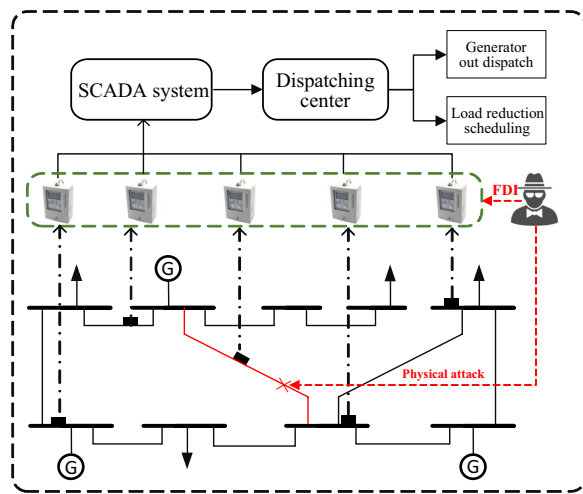 Generator
out dispatch
SCADA system
Dispatching
center
Load reduction
scheduling
FDI
G
Physical attack
G
G